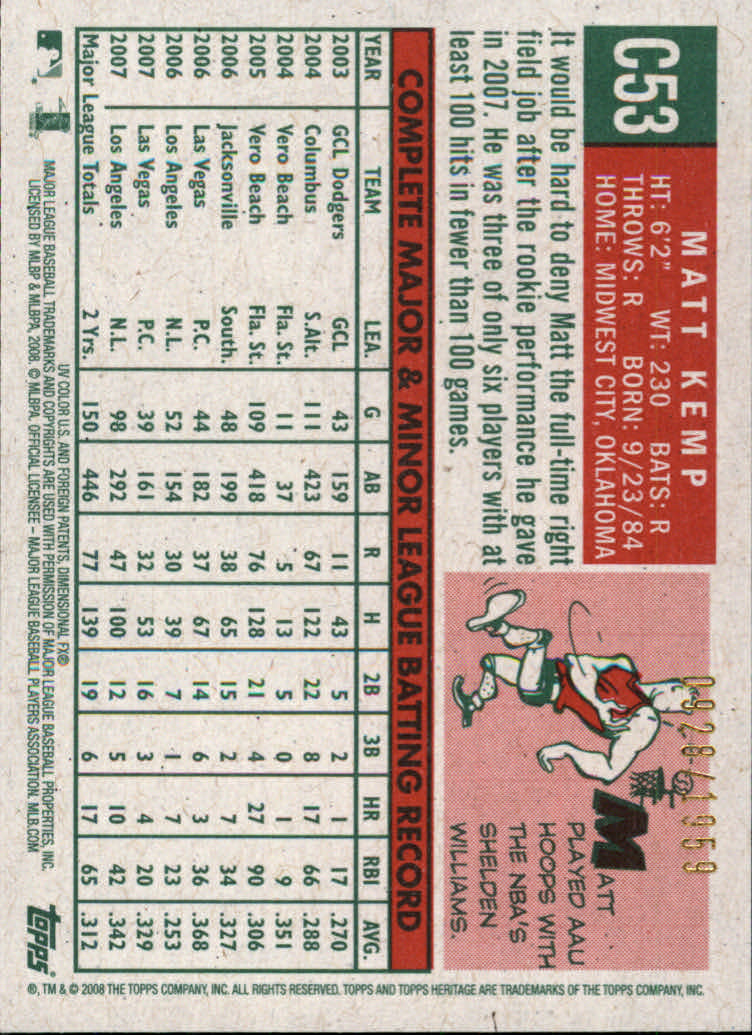 C53
MATT KEMP
HT: 6'2" WT: 230 BATS: R
THROWS: R BORN: 9/23/84
HOME: MIDWEST CITY, OKLAHOMA
It would be hard to deny Matt the full-time right
field job after the rookie performance he gave
in 2007. He was three of only six players with at
least 100 hits in fewer than 100 games.
0928/1959
MATT
PLAYED AAU
HOOPS WITH
THE NBA'S
SHELDEN
WILLIAMS.
COMPLETE MAJOR & MINOR LEAGUE BATTING RECORD
YEAR TEAM LEA. G AB R H 2B 3B HR RBI AVG.
2003 GCL Dodgers GCL 43 159 11 43 5 2 1 17 .270
2004 Columbus S.Alt. 111 423 67 122 22 8 17 66 .288
2004 Vero Beach Fla. St. 11 37 5 13 5 0 1 9 .351
2005 Vero Beach Fla. St. 109 418 76 128 21 4 27 90 .306
2006 Jacksonville South. 48 199 38 65 15 2 7 34 .327
2006 Las Vegas P.C. 44 182 37 67 14 6 3 36 .368
2006 Los Angeles N.L. 52 154 30 39 7 1 7 23 .253
2007 Las Vegas P.C. 39 161 32 53 16 3 4 20 .329
2007 Los Angeles N.L. 98 292 47 100 12 5 10 42 .342
Major League Totals 2 Yrs. 150 446 77 139 19 6 17 65 .312
UV COLOR U.S. AND FOREIGN PATENTS, DIMENSIONAL FX®
MAJOR LEAGUE BASEBALL TRADEMARKS AND COPYRIGHTS ARE USED WITH PERMISSION OF MAJOR LEAGUE BASEBALL PROPERTIES, INC.
LICENSED BY MLBP & MLBPA, 2008. © MLBPA. OFFICIAL LICENSEE – MAJOR LEAGUE BASEBALL PLAYERS ASSOCIATION. MLB.COM
topps
®, TM & © 2008 THE TOPPS COMPANY, INC. ALL RIGHTS RESERVED. TOPPS AND TOPPS HERITAGE ARE TRADEMARKS OF THE TOPPS COMPANY, INC.